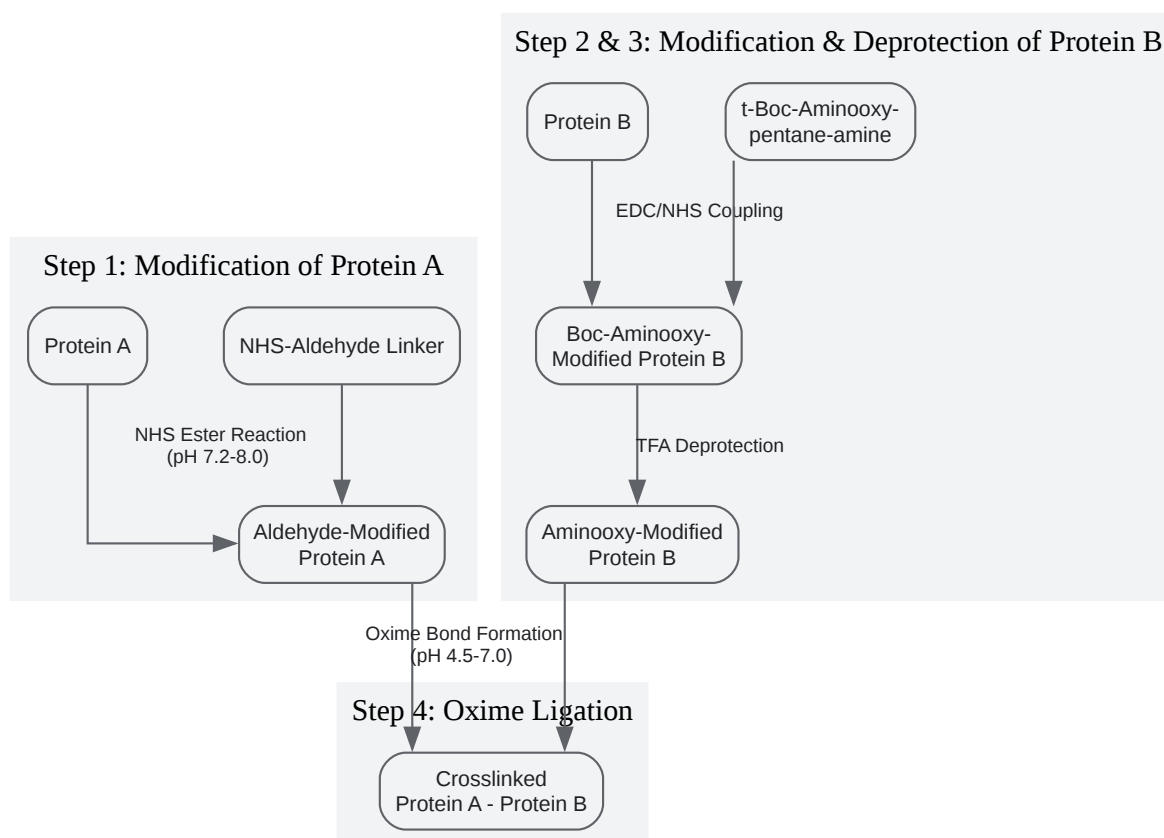 Step 2 & 3: Modification & Deprotection of Protein B
Protein B
t-Boc-Aminooxy-
pentane-amine
EDC/NHS Coupling
Step 1: Modification of Protein A
Protein A
NHS-Aldehyde Linker
Boc-Aminooxy-
Modified Protein B
NHS Ester Reaction
(pH 7.2-8.0)
TFA Deprotection
Aldehyde-Modified
Protein A
Aminooxy-Modified
Protein B
Oxime Bond Formation
(pH 4.5-7.0)
Step 4: Oxime Ligation
Crosslinked
Protein A - Protein B